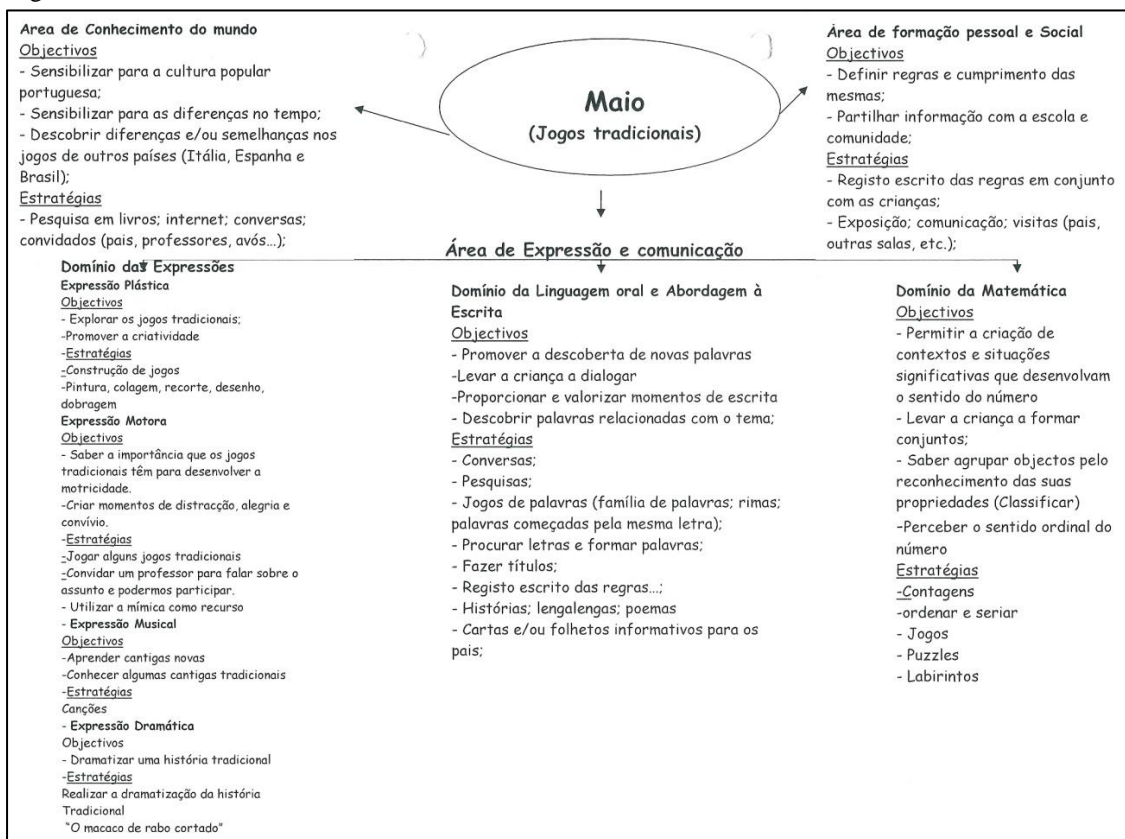 Area de Conhecimento do mundo
Objectivos
- Sensibilizar para a cultura popular
portuguesa;
- Sensibilizar para as diferenças no tempo;
- Descobrir diferenças e/ou semelhanças nos
jogos de outros países (Itália, Espanha e
Brasil);
Estratégias
- Pesquisa em livros; internet; conversas;
convidados (pais, professores, avós...);
Maio
(Jogos tradicionais)
Área de formação pessoal e Social
Objectivos
- Definir regras e cumprimento das
mesmas;
- Partilhar informação com a escola e
comunidade;
Estratégias
- Registo escrito das regras em conjunto
com as crianças;
- Exposição; comunicação; visitas (pais,
outras salas, etc.);
Área de Expressão e comunicação
Domínio das Expressões
Expressão Plástica
Objectivos
- Explorar os jogos tradicionais;
-Promover a criatividade
-Estratégias
-Construção de jogos
-Pintura, colagem, recorte, desenho,
dobragem
Expressão Motora
Objectivos
- Saber a importância que os jogos
tradicionais têm para desenvolver a
motricidade.
-Criar momentos de distracção, alegria e
convívio.
-Estratégias
-Jogar alguns jogos tradicionais
-Convidar um professor para falar sobre o
assunto e podermos participar.
- Utilizar a mímica como recurso
- Expressão Musical
Objectivos
-Aprender cantigas novas
-Conhecer algumas cantigas tradicionais
-Estratégias
Canções
- Expressão Dramática
Objectivos
- Dramatizar uma história tradicional
-Estratégias
Realizar a dramatização da história
Tradicional
"O macaco de rabo cortado"
Domínio da Linguagem oral e Abordagem à
Escrita
Objectivos
- Promover a descoberta de novas palavras
-Levar a criança a dialogar
-Proporcionar e valorizar momentos de escrita
- Descobrir palavras relacionadas com o tema;
Estratégias
- Conversas;
- Pesquisas;
- Jogos de palavras (família de palavras; rimas;
palavras começadas pela mesma letra);
- Procurar letras e formar palavras;
- Fazer títulos;
- Registo escrito das regras...;
- Histórias; lengalengas; poemas
- Cartas e/ou folhetos informativos para os
pais;
Domínio da Matemática
Objectivos
- Permitir a criação de
contextos e situações
significativas que desenvolvam
o sentido do número
- Levar a criança a formar
conjuntos;
- Saber agrupar objectos pelo
reconhecimento das suas
propriedades (Classificar)
-Perceber o sentido ordinal do
número
Estratégias
-Contagens
-ordenar e seriar
- Jogos
- Puzzles
- Labirintos